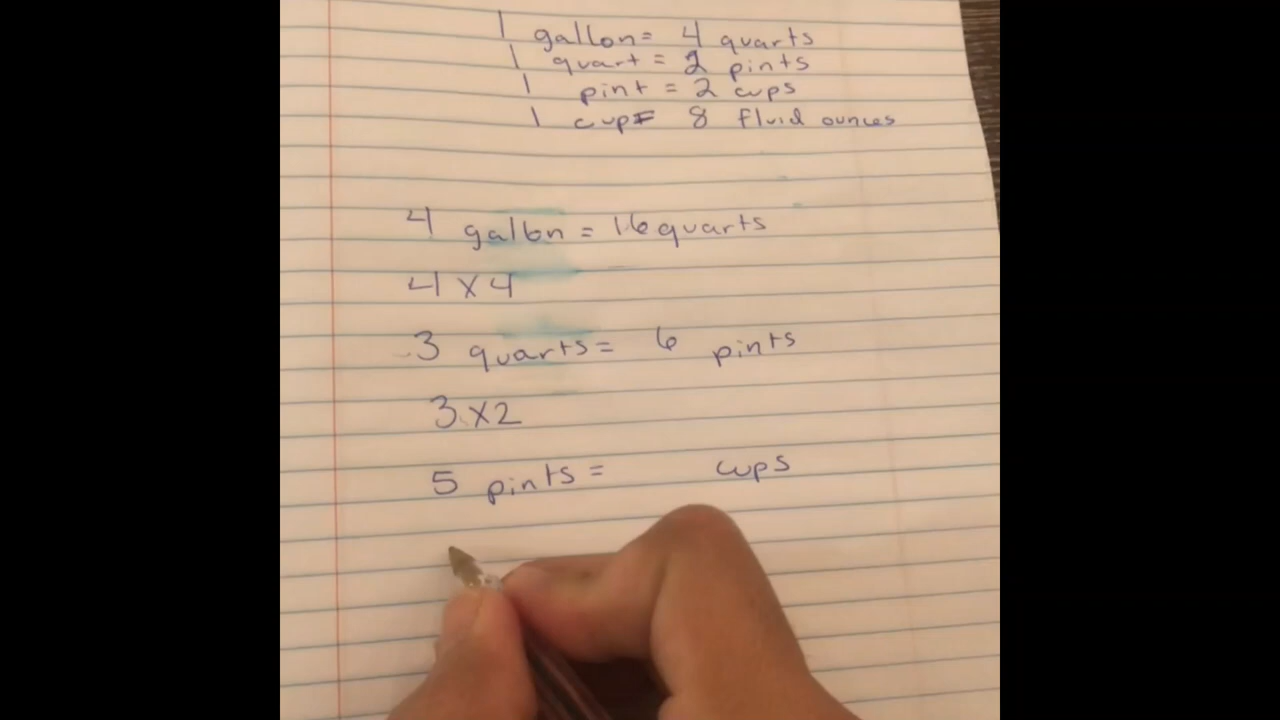 1 gallon= 4 quarts
1 quart = 2 pints
1 pint = 2 cups
1 cup= 8 fluid ounces
4 gallon = 16 quarts
4 x 4
3 quarts= 6 pints
3 x 2
5 pints = cups